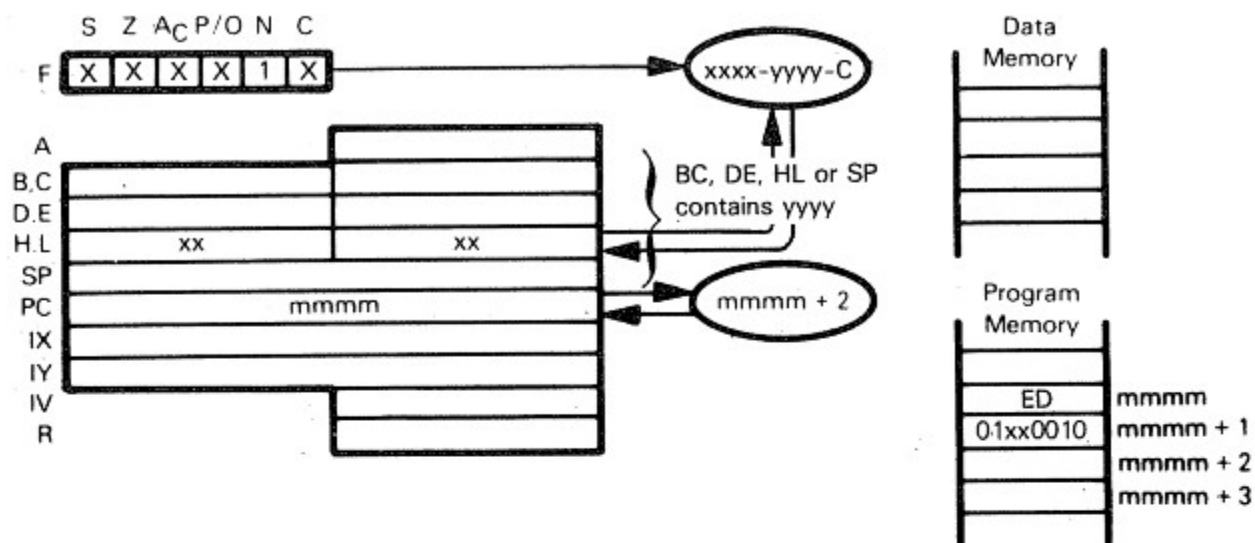 S Z AC P/O N C
F X X X X 1 X
xxxx-yyyy-C
Data
Memory
A
B,C
D.E
H.L xx xx
SP
PC mmmm
IX
IY
IV
R
BC, DE, HL or SP
contains yyyy
mmmm + 2
Program
Memory
ED mmmm
01xx0010 mmmm + 1
mmmm + 2
mmmm + 3